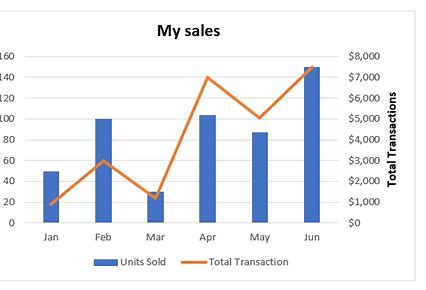 My sales
160 $8,000
140 $7,000
120 $6,000
100 $5,000
80 $4,000
60 $3,000
40 $2,000
20 $1,000
0 $0
Total Transactions
Jan Feb Mar Apr May Jun
Units Sold Total Transaction